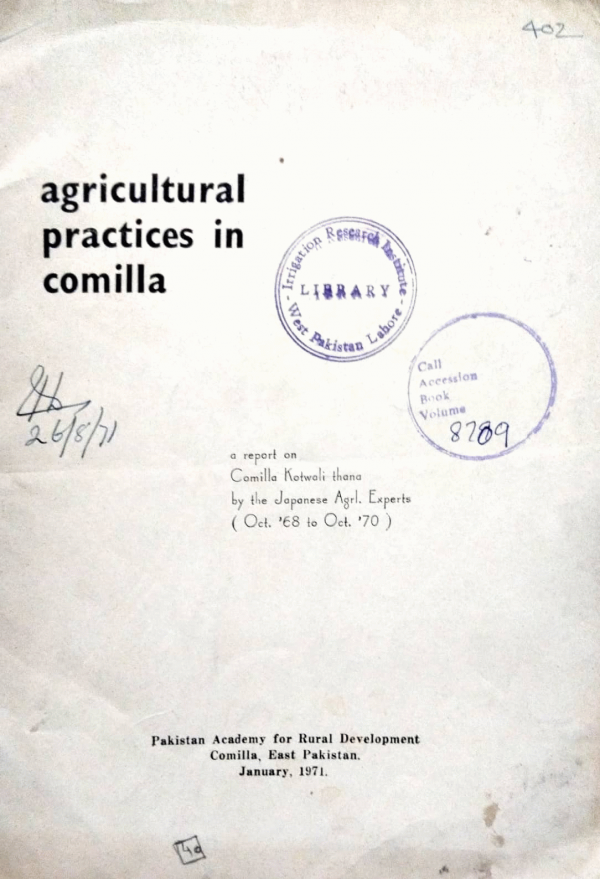 402
agricultural
practices in
comilla
- Irrigation Research Institute -
LIBRARY
West Pakistan Lahore
Call
Accession
Book
Volume
8789
26/8/71
a report on
Comilla Kotwali thana
by the Japanese Agrl. Experts
( Oct. '68 to Oct. '70 )
Pakistan Academy for Rural Development
Comilla, East Pakistan.
January, 1971.